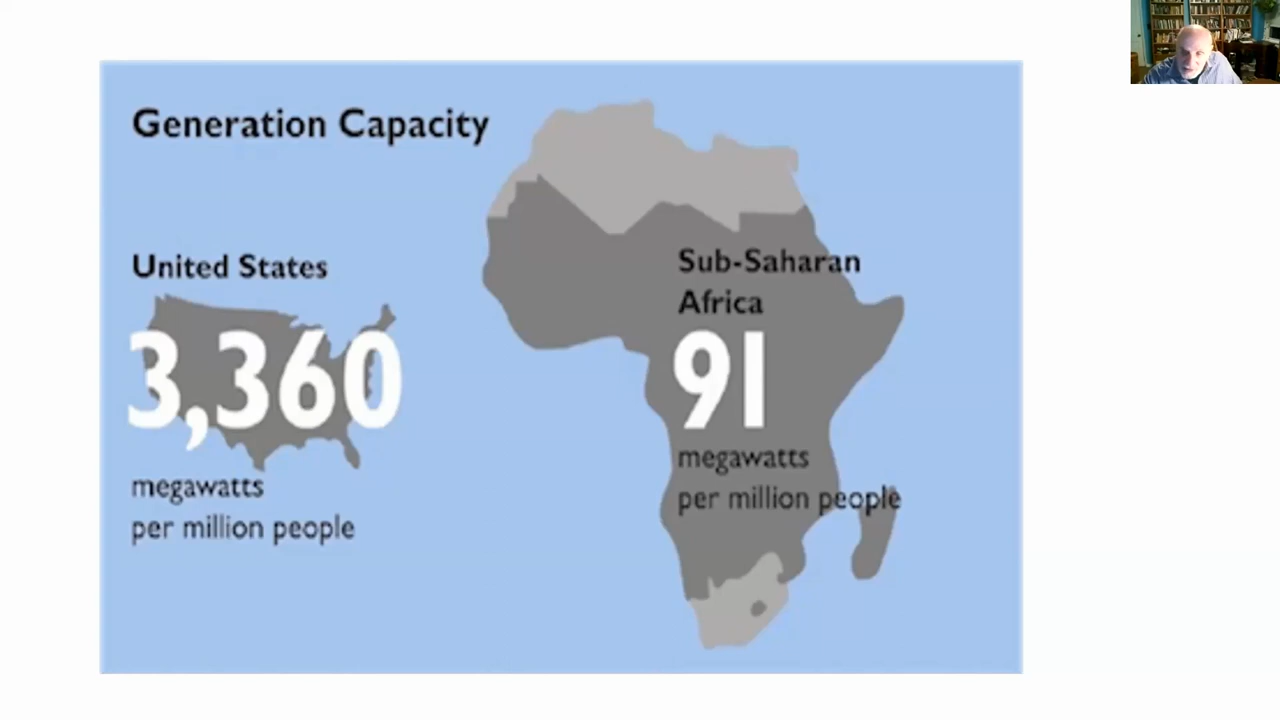 Generation Capacity
United States
3,360
megawatts
per million people
Sub-Saharan
Africa
91
megawatts
per million people